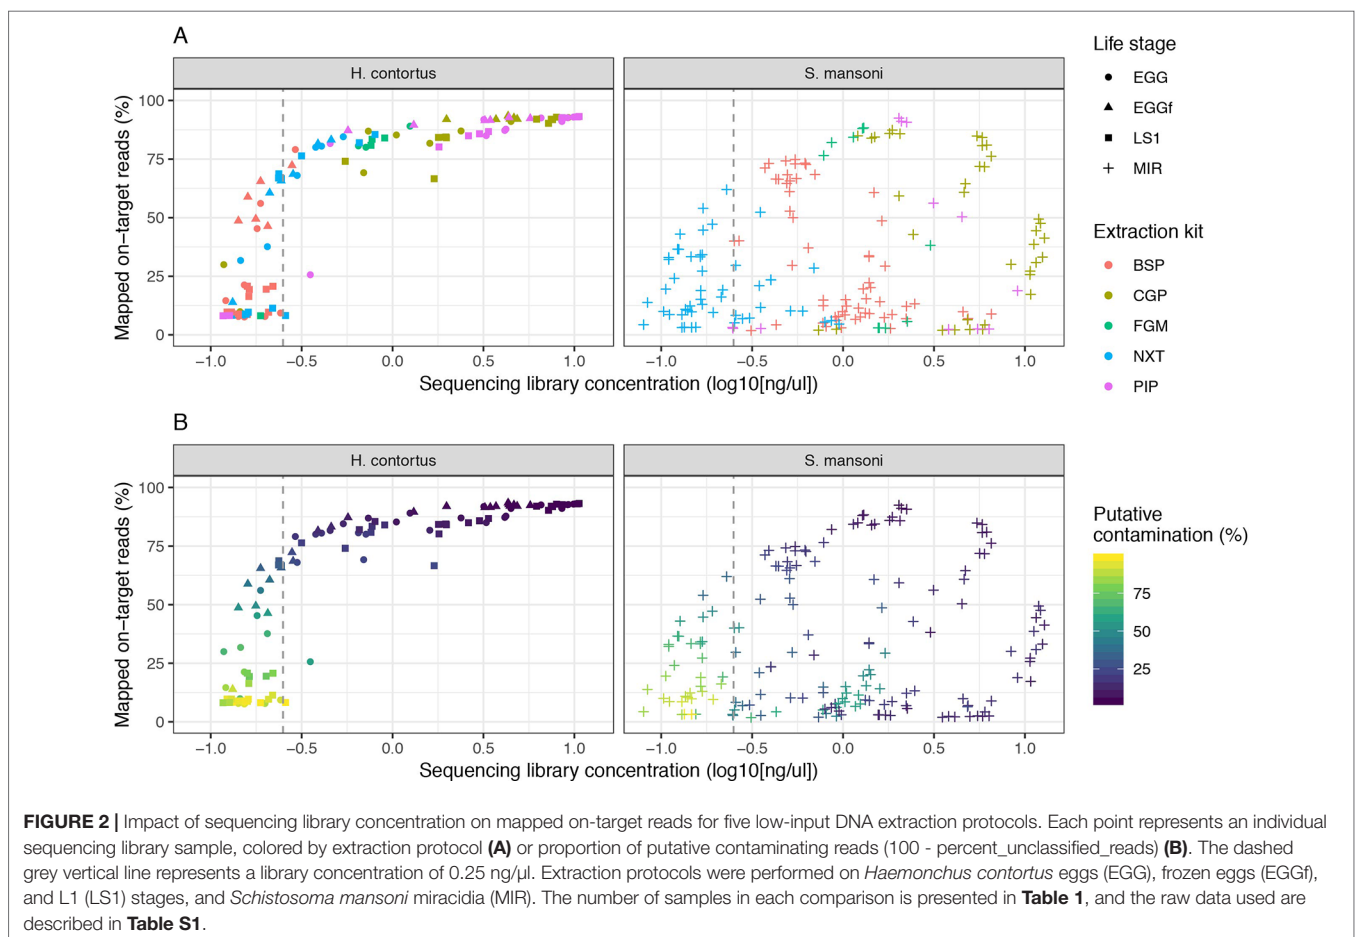 A
H. contortus
S. mansoni
Mapped on−target reads (%)
100
75
50
25
0
−1.0
−0.5
0.0
0.5
1.0
−1.0
−0.5
0.0
0.5
1.0
Sequencing library concentration (log10[ng/ul])
Life stage
EGG
EGGf
LS1
MIR
Extraction kit
BSP
CGP
FGM
NXT
PIP
B
H. contortus
S. mansoni
Mapped on−target reads (%)
100
75
50
25
0
−1.0
−0.5
0.0
0.5
1.0
−1.0
−0.5
0.0
0.5
1.0
Sequencing library concentration (log10[ng/ul])
Putative
contamination (%)
75
50
25
FIGURE 2 | Impact of sequencing library concentration on mapped on-target reads for five low-input DNA extraction protocols. Each point represents an individual
sequencing library sample, colored by extraction protocol (A) or proportion of putative contaminating reads (100 - percent_unclassified_reads) (B). The dashed
grey vertical line represents a library concentration of 0.25 ng/µl. Extraction protocols were performed on Haemonchus contortus eggs (EGG), frozen eggs (EGGf),
and L1 (LS1) stages, and Schistosoma mansoni miracidia (MIR). The number of samples in each comparison is presented in Table 1, and the raw data used are
described in Table S1.